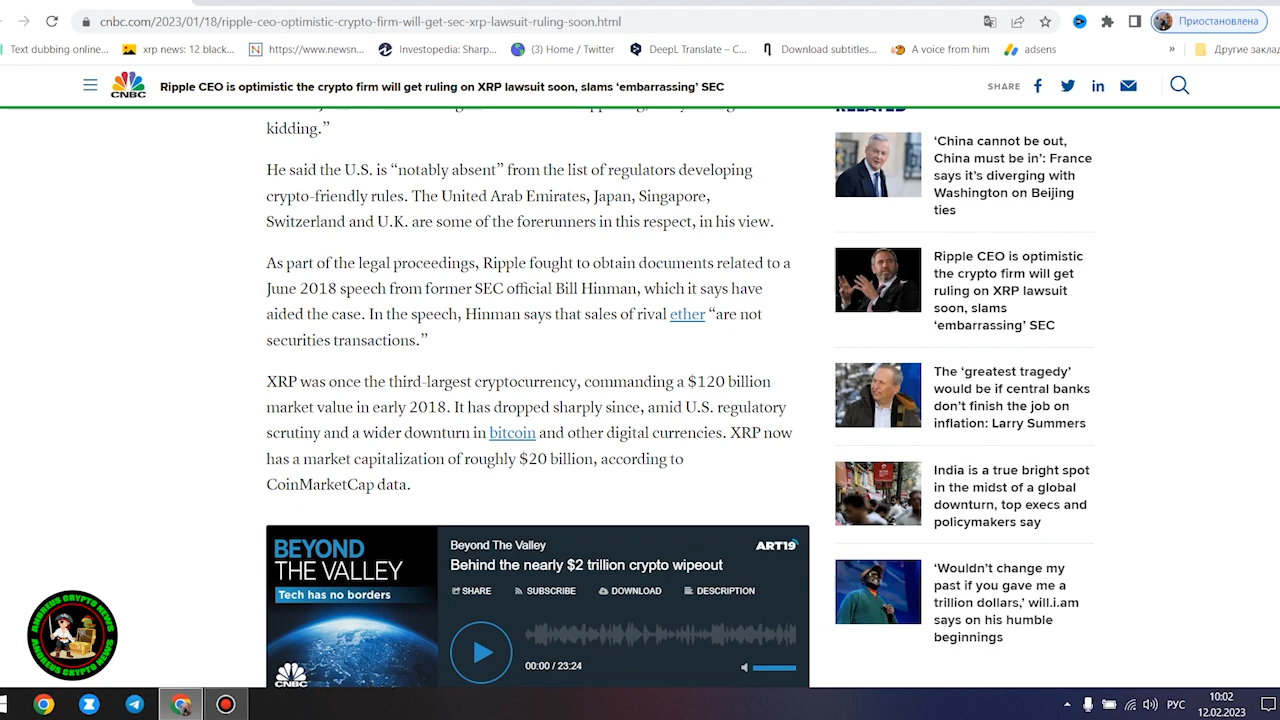 cnbc.com/2023/01/18/ripple-ceo-optimistic-crypto-firm-will-get-sec-xrp-lawsuit-ruling-soon.html
Приостановлена
Text dubbing online...
xrp news: 12 black...
https://www.newsn...
Investopedia: Sharp...
(3) Home / Twitter
DeepL Translate – C...
Download subtitles...
A voice from him
adsens
»
Другие заклад
CNBC
Ripple CEO is optimistic the crypto firm will get ruling on XRP lawsuit soon, slams ‘embarrassing’ SEC
SHARE
kidding.”
He said the U.S. is “notably absent” from the list of regulators developing
crypto-friendly rules. The United Arab Emirates, Japan, Singapore,
Switzerland and U.K. are some of the forerunners in this respect, in his view.
As part of the legal proceedings, Ripple fought to obtain documents related to a
June 2018 speech from former SEC official Bill Hinman, which it says have
aided the case. In the speech, Hinman says that sales of rival ether “are not
securities transactions.”
XRP was once the third-largest cryptocurrency, commanding a $120 billion
market value in early 2018. It has dropped sharply since, amid U.S. regulatory
scrutiny and a wider downturn in bitcoin and other digital currencies. XRP now
has a market capitalization of roughly $20 billion, according to
CoinMarketCap data.
BEYOND
THE VALLEY
Tech has no borders
CNBC
Beyond The Valley
ART19
Behind the nearly $2 trillion crypto wipeout
SHARE
SUBSCRIBE
DOWNLOAD
DESCRIPTION
00:00 / 23:24
RELATED
‘China cannot be out,
China must be in’: France
says it’s diverging with
Washington on Beijing
ties
Ripple CEO is optimistic
the crypto firm will get
ruling on XRP lawsuit
soon, slams
‘embarrassing’ SEC
The ‘greatest tragedy’
would be if central banks
don’t finish the job on
inflation: Larry Summers
India is a true bright spot
in the midst of a global
downturn, top execs and
policymakers say
‘Wouldn’t change my
past if you gave me a
trillion dollars,’ will.i.am
says on his humble
beginnings
ANDREUS CRYPTO NEWS
ANDREUS CRYPTO NEWS
РУС
10:02
12.02.2023